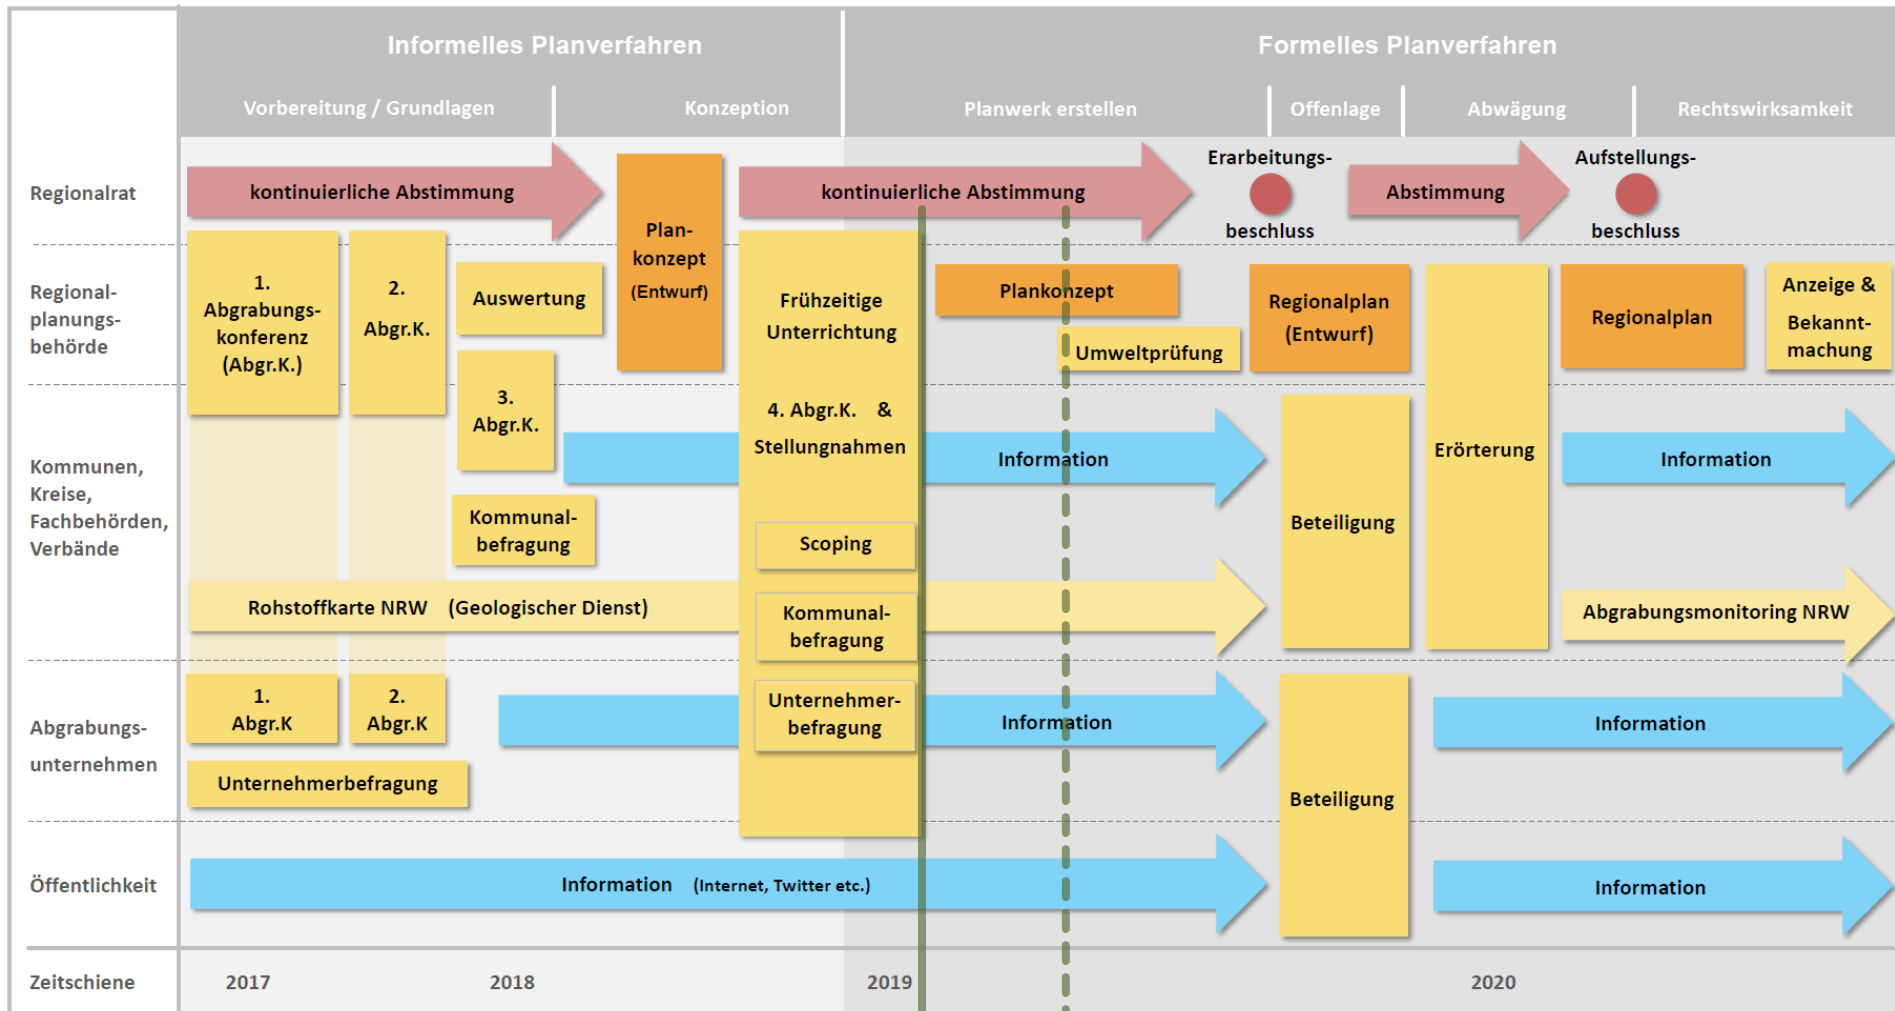 Informelles Planverfahren
Formelles Planverfahren
Vorbereitung / Grundlagen
Konzeption
Planwerk erstellen
Offenlage
Abwägung
Rechtswirksamkeit
Regionalrat
kontinuierliche Abstimmung
Plan-
konzept
(Entwurf)
kontinuierliche Abstimmung
Erarbeitungs-
beschluss
Abstimmung
Aufstellungs-
beschluss
Regional-
planungs-
behörde
1.
Abgrabungs-
konferenz
(Abgr.K.)
2.
Abgr.K.
Auswertung
Frühzeitige
Unterrichtung
Plankonzept
Umweltprüfung
Regionalplan
(Entwurf)
Regionalplan
Anzeige &
Bekannt-
machung
Kommunen,
Kreise,
Fachbehörden,
Verbände
3.
Abgr.K.
4. Abgr.K. &
Stellungnahmen
Information
Beteiligung
Erörterung
Information
Kommunal-
befragung
Scoping
Rohstoffkarte NRW (Geologischer Dienst)
Kommunal-
befragung
Abgrabungsmonitoring NRW
Abgrabungs-
unternehmen
1.
Abgr.K
2.
Abgr.K
Unternehmer-
befragung
Information
Information
Unternehmerbefragung
Beteiligung
Öffentlichkeit
Information (Internet, Twitter etc.)
Information
Zeitschiene
2017
2018
2019
2020